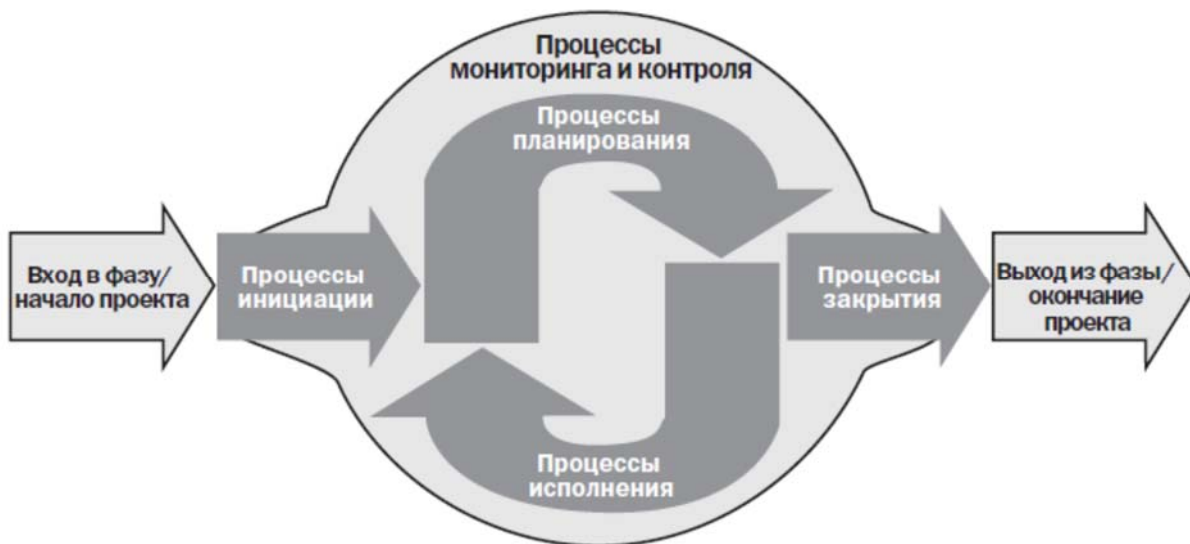 Процессы
мониторинга и контроля
Процессы
планирования
Вход в фазу/
начало проекта
Процессы
инициации
Процессы
закрытия
Выход из фазы/
окончание
проекта
Процессы
исполнения